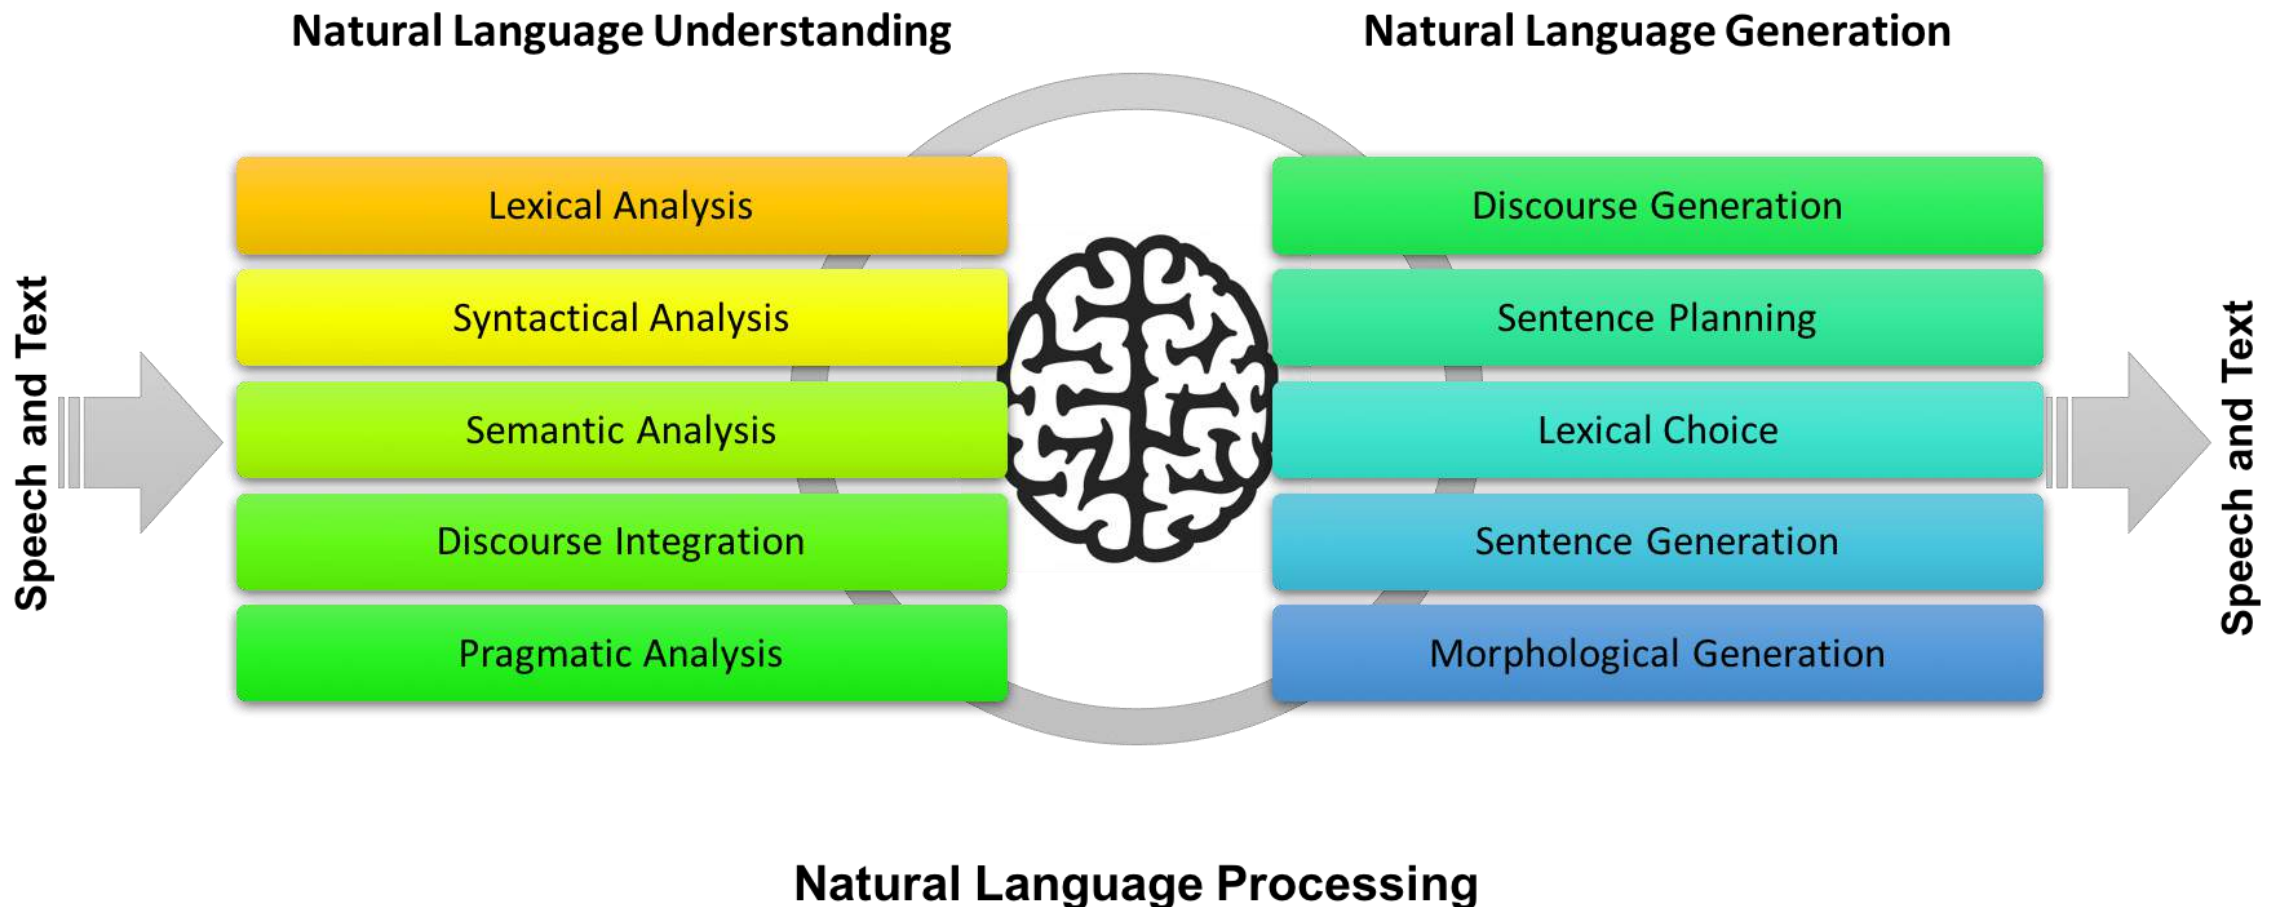 Natural Language Understanding
Natural Language Generation
Speech and Text
Lexical Analysis
Syntactical Analysis
Semantic Analysis
Discourse Integration
Pragmatic Analysis
Discourse Generation
Sentence Planning
Lexical Choice
Sentence Generation
Morphological Generation
Speech and Text
Natural Language Processing